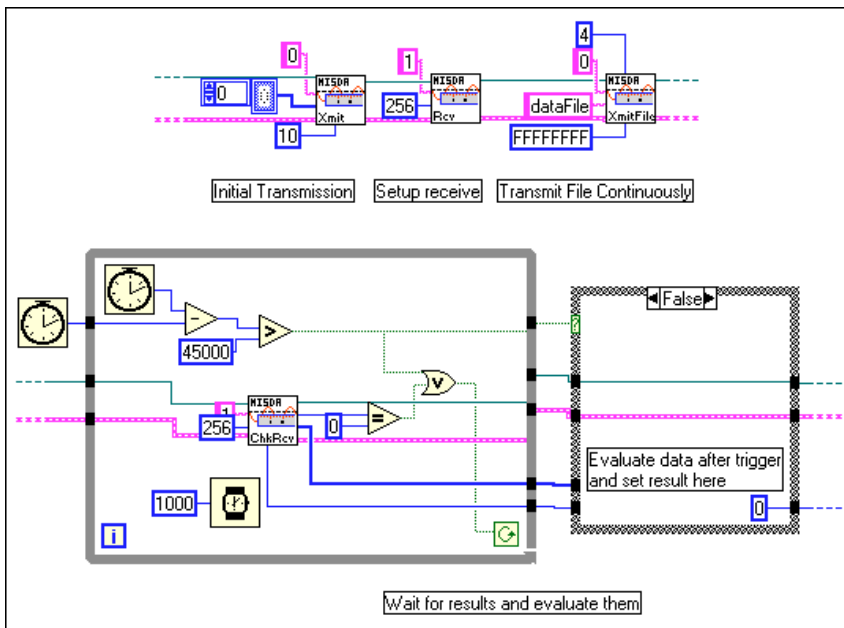 4
0
1
0
MISDA
MISDA
MISDA
0
0
256
dataFile
Xmit
Rcv
XmitFile
10
FFFFFFFF
Initial Transmission
Setup receive
Transmit File Continuously
False
-
>
45000
?
V
MISDA
1
256
0
=
ChkRcv
Evaluate data after trigger
and set result here
1000
0
i
Wait for results and evaluate them